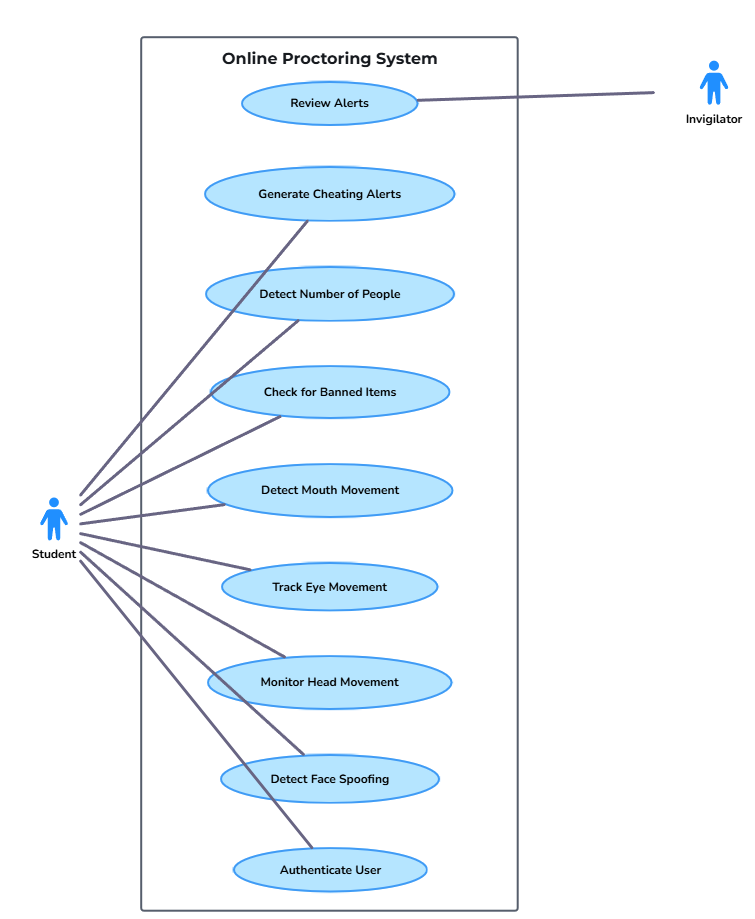 Online Proctoring System
Review Alerts
Invigilator
Generate Cheating Alerts
Detect Number of People
Check for Banned Items
Detect Mouth Movement
Student
Track Eye Movement
Monitor Head Movement
Detect Face Spoofing
Authenticate User